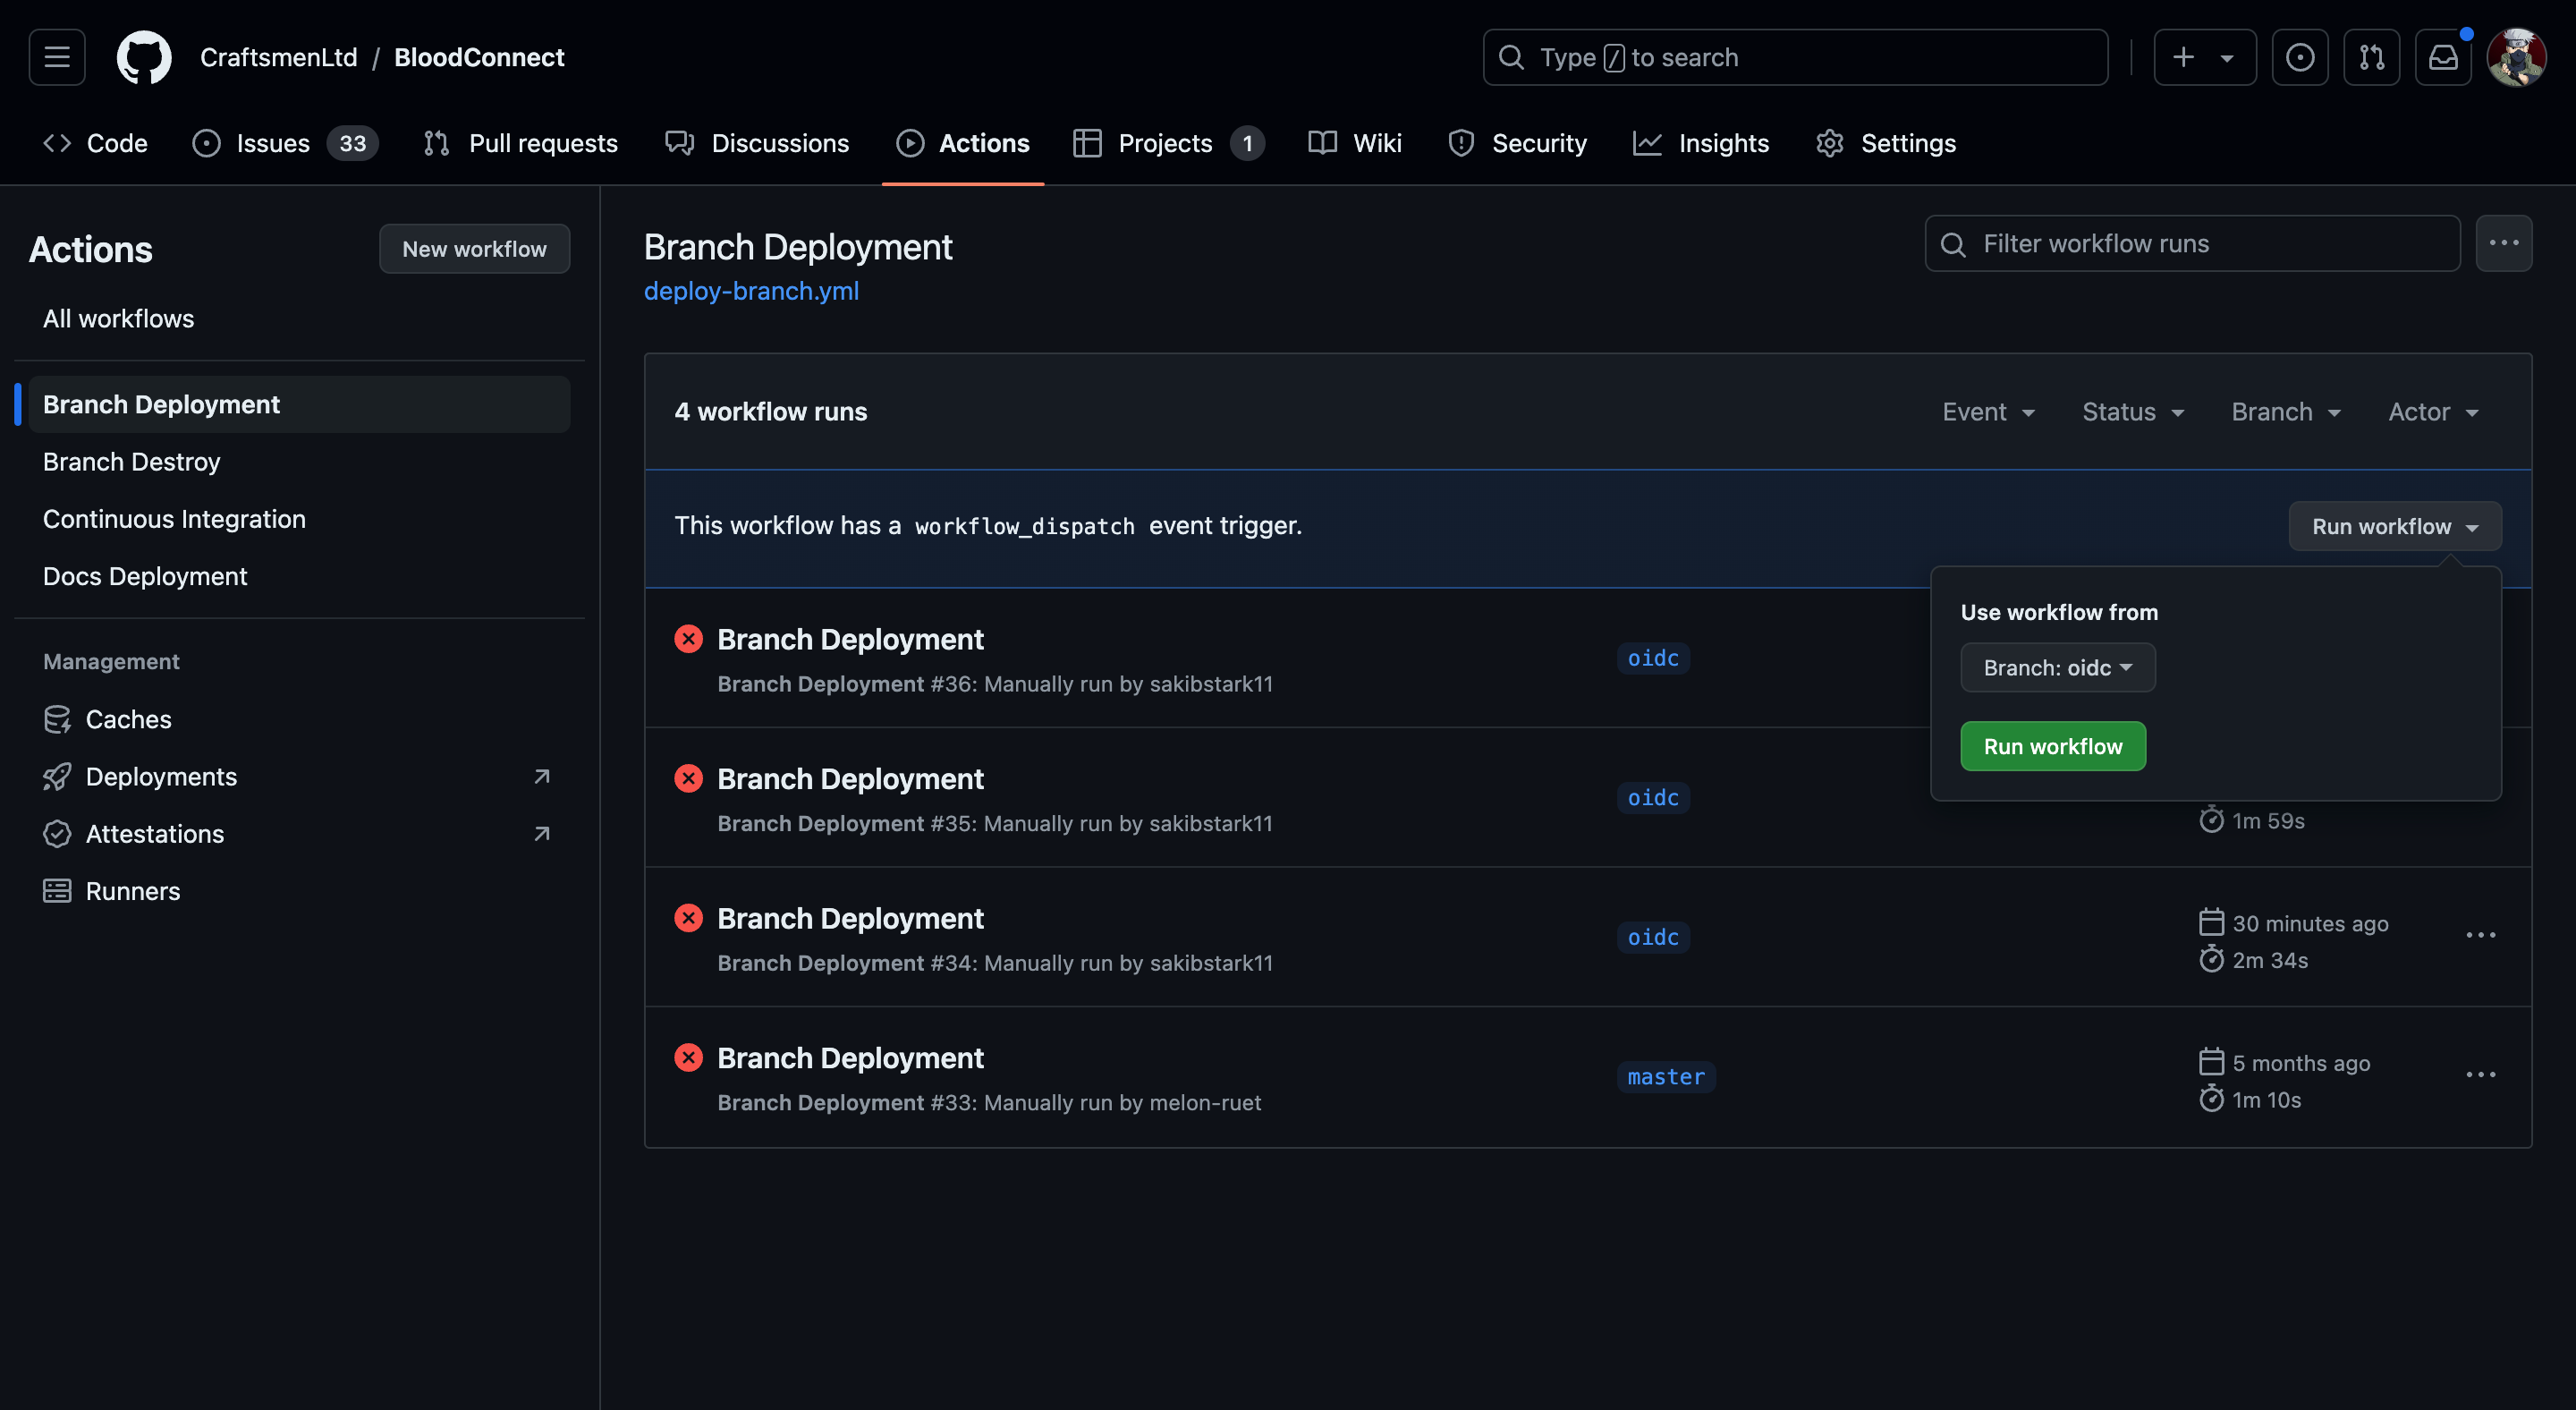 CraftsmenLtd / BloodConnect
Type / to search
Code
Issues 33
Pull requests
Discussions
Actions
Projects 1
Wiki
Security
Insights
Settings
Actions
New workflow
All workflows
Branch Deployment
Branch Destroy
Continuous Integration
Docs Deployment
Management
Caches
Deployments
Attestations
Runners
Branch Deployment
deploy-branch.yml
Filter workflow runs
4 workflow runs
Event
Status
Branch
Actor
This workflow has a workflow_dispatch event trigger.
Run workflow
Use workflow from
Branch: oidc
Run workflow
Branch Deployment
Branch Deployment #36: Manually run by sakibstark11
oidc
Branch Deployment
Branch Deployment #35: Manually run by sakibstark11
oidc
1m 59s
Branch Deployment
Branch Deployment #34: Manually run by sakibstark11
oidc
30 minutes ago
2m 34s
Branch Deployment
Branch Deployment #33: Manually run by melon-ruet
master
5 months ago
1m 10s